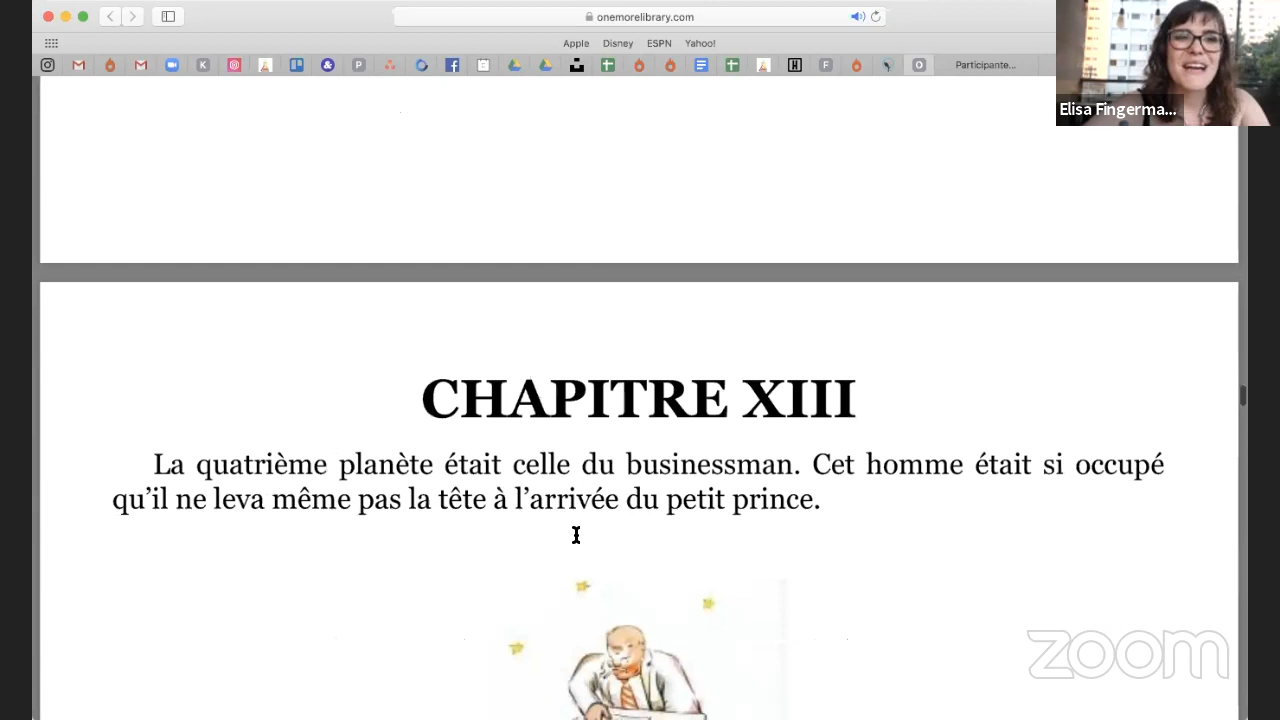 onemorelibrary.com
Apple Disney ESPN Yahoo!
Participante...
Elisa Fingerma...
CHAPITRE XIII
La quatrième planète était celle du businessman. Cet homme était si occupé
qu’il ne leva même pas la tête à l’arrivée du petit prince.
zoom